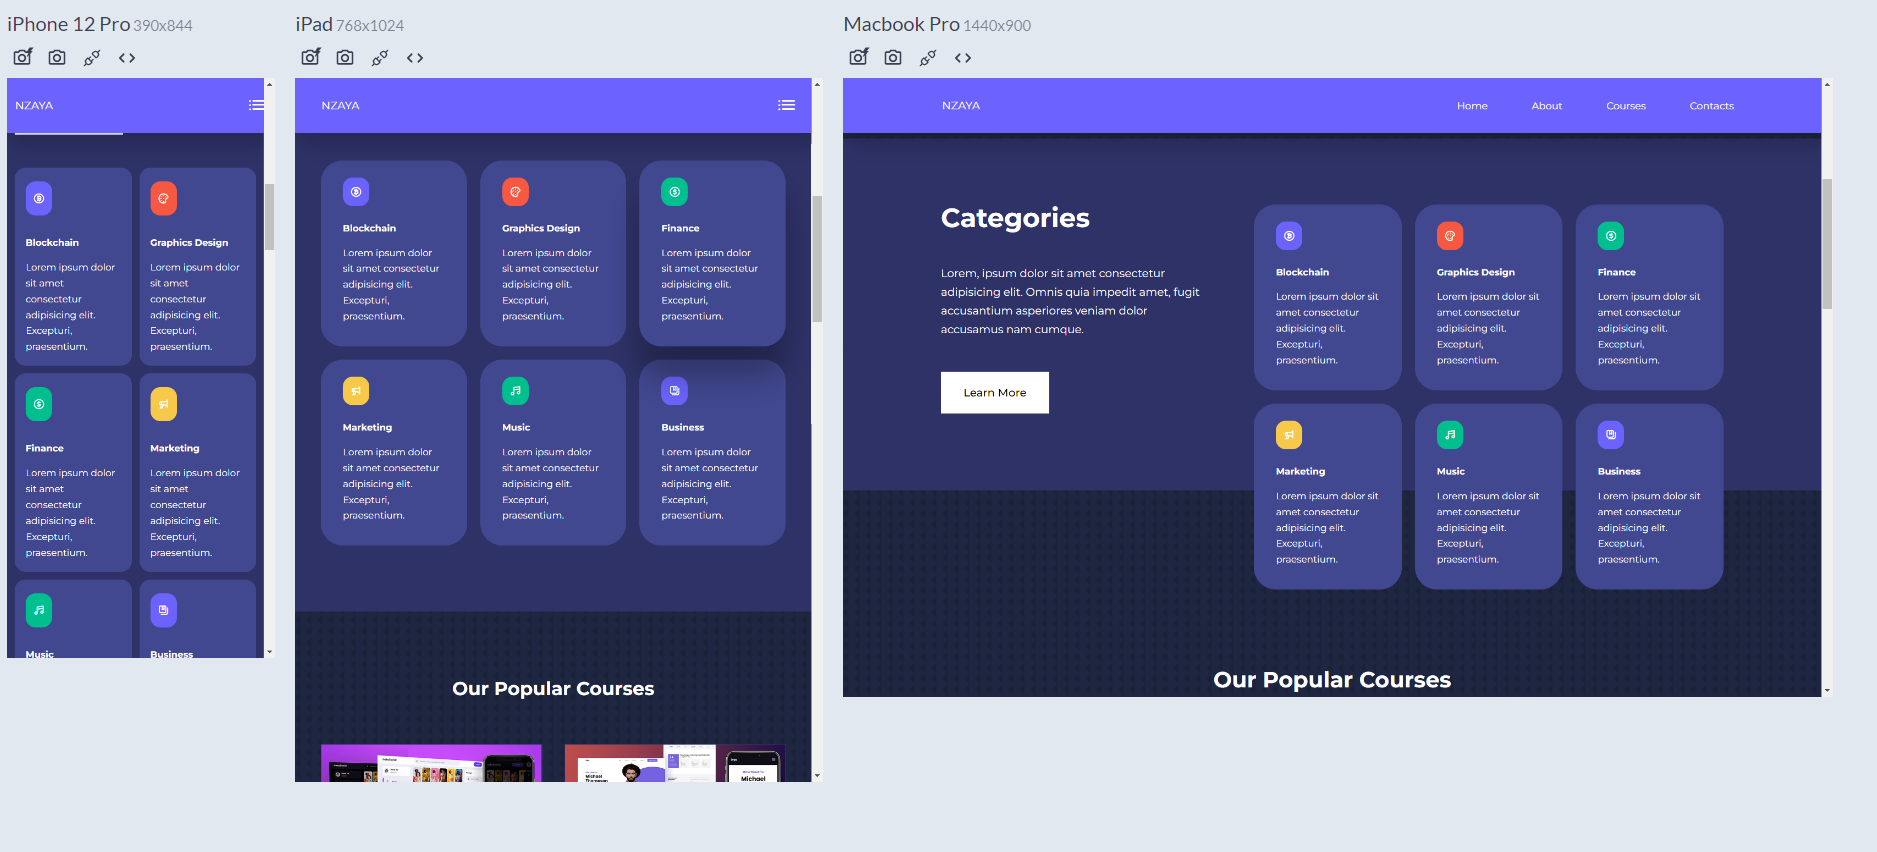 iPhone 12 Pro 390x844
NZAYA
Blockchain
Lorem ipsum dolor
sit amet
consectetur
adipisicing elit.
Excepturi,
praesentium.
Graphics Design
Lorem ipsum dolor
sit amet
consectetur
adipisicing elit.
Excepturi,
praesentium.
Finance
Lorem ipsum dolor
sit amet
consectetur
adipisicing elit.
Excepturi,
praesentium.
Marketing
Lorem ipsum dolor
sit amet
consectetur
adipisicing elit.
Excepturi,
praesentium.
Music
Business
iPad 768x1024
NZAYA
Blockchain
Lorem ipsum dolor
sit amet consectetur
adipisicing elit.
Excepturi,
praesentium.
Graphics Design
Lorem ipsum dolor
sit amet consectetur
adipisicing elit.
Excepturi,
praesentium.
Finance
Lorem ipsum dolor
sit amet consectetur
adipisicing elit.
Excepturi,
praesentium.
Marketing
Lorem ipsum dolor
sit amet consectetur
adipisicing elit.
Excepturi,
praesentium.
Music
Lorem ipsum dolor
sit amet consectetur
adipisicing elit.
Excepturi,
praesentium.
Business
Lorem ipsum dolor
sit amet consectetur
adipisicing elit.
Excepturi,
praesentium.
Our Popular Courses
Michael
Michael
Macbook Pro 1440x900
NZAYA
Home About Courses Contacts
Categories
Lorem, ipsum dolor sit amet consectetur
adipisicing elit. Omnis quia impedit amet, fugit
accusantium asperiores veniam dolor
accusamus nam cumque.
Learn More
Blockchain
Lorem ipsum dolor sit
amet consectetur
adipisicing elit.
Excepturi,
praesentium.
Graphics Design
Lorem ipsum dolor sit
amet consectetur
adipisicing elit.
Excepturi,
praesentium.
Finance
Lorem ipsum dolor sit
amet consectetur
adipisicing elit.
Excepturi,
praesentium.
Marketing
Lorem ipsum dolor sit
amet consectetur
adipisicing elit.
Excepturi,
praesentium.
Music
Lorem ipsum dolor sit
amet consectetur
adipisicing elit.
Excepturi,
praesentium.
Business
Lorem ipsum dolor sit
amet consectetur
adipisicing elit.
Excepturi,
praesentium.
Our Popular Courses